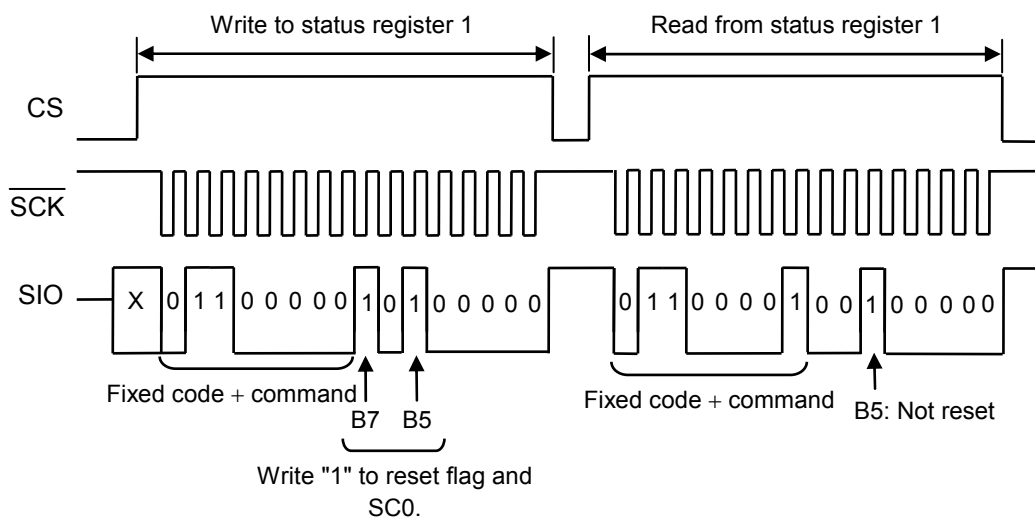 Write to status register 1
Read from status register 1
CS
SCK
SIO
X 0 1 1 0 0 0 0 0 1 0 1 0 0 0 0 0
0 1 1 0 0 0 0 1 0 0 1 0 0 0 0 0
Fixed code + command
B7 B5
Write "1" to reset flag and
SC0.
Fixed code + command
B5: Not reset